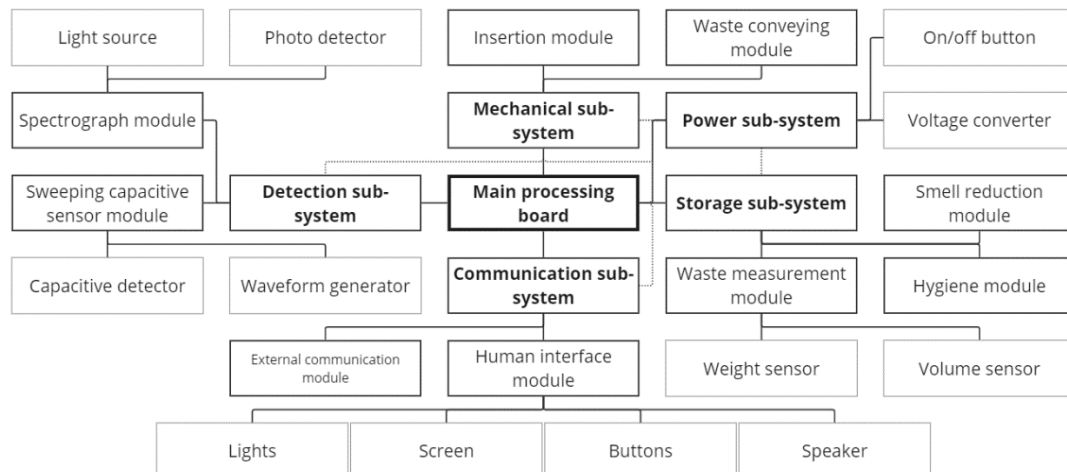 Light source
Photo detector
Insertion module
Waste conveying
module
On/off button
Spectrograph module
Mechanical sub-
system
Power sub-system
Voltage converter
Sweeping capacitive
sensor module
Detection sub-
system
Main processing
board
Storage sub-system
Smell reduction
module
Capacitive detector
Waveform generator
Communication sub-
system
Waste measurement
module
Hygiene module
External communication
module
Human interface
module
Weight sensor
Volume sensor
Lights
Screen
Buttons
Speaker